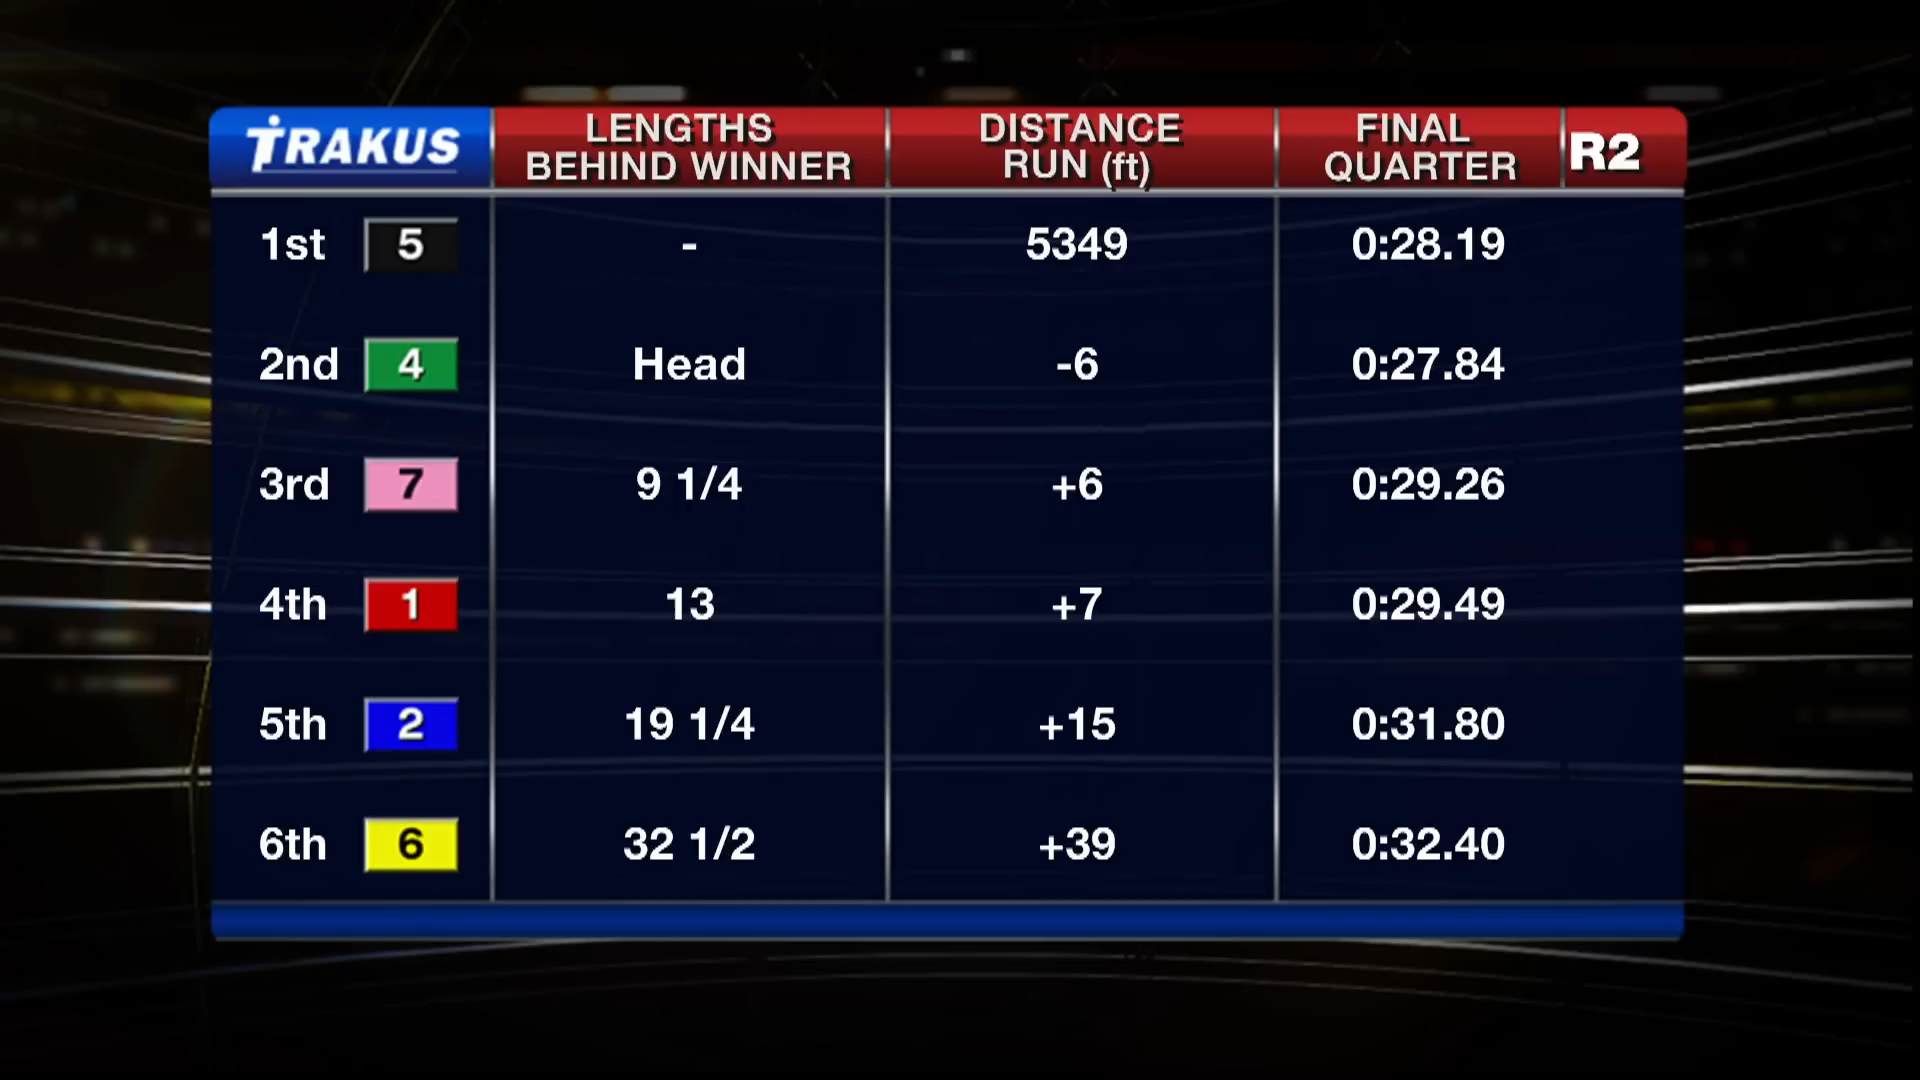 TRAKUS
LENGTHS
BEHIND WINNER
DISTANCE
RUN (ft)
FINAL
QUARTER
R2
1st 5 - 5349 0:28.19
2nd 4 Head -6 0:27.84
3rd 7 9 1/4 +6 0:29.26
4th 1 13 +7 0:29.49
5th 2 19 1/4 +15 0:31.80
6th 6 32 1/2 +39 0:32.40